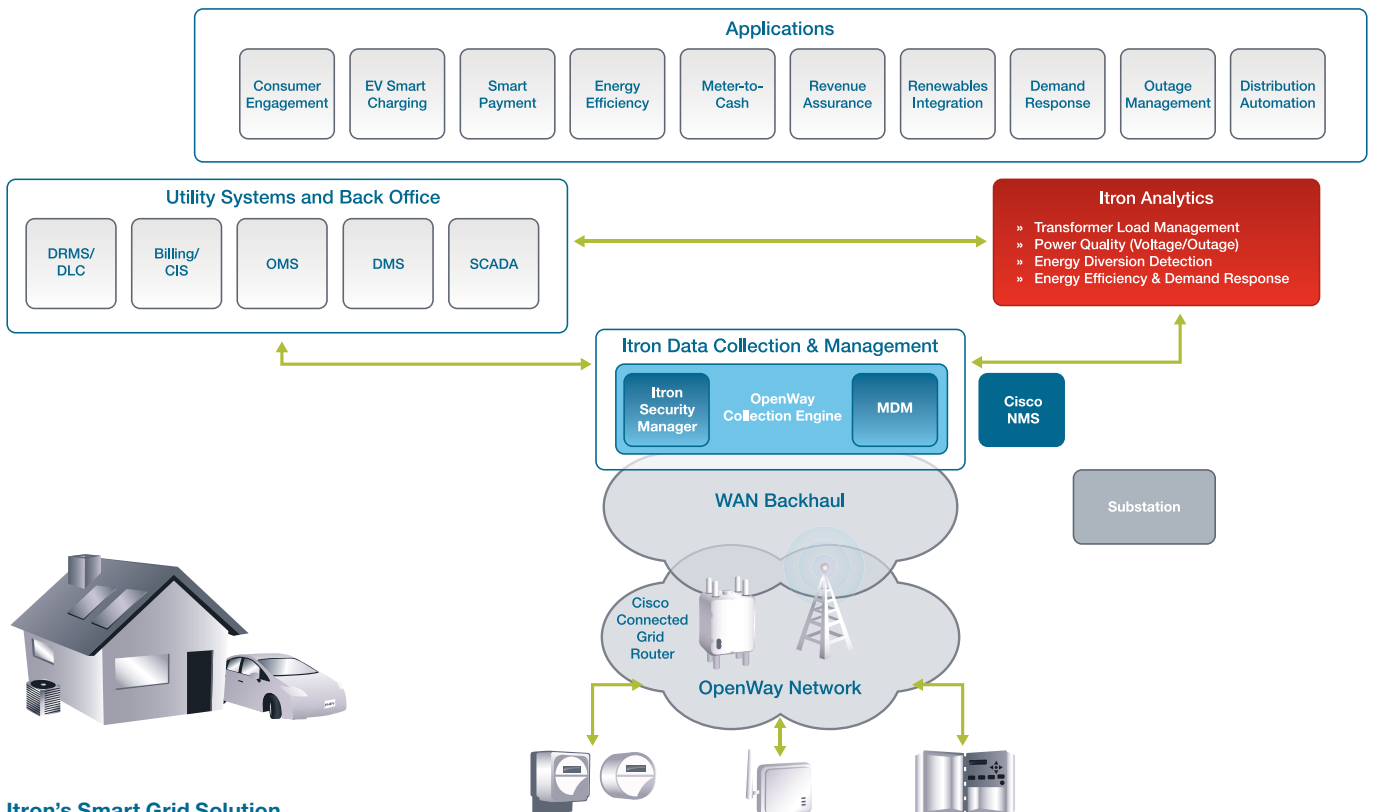 Applications
Consumer
Engagement
EV Smart
Charging
Smart
Payment
Energy
Efficiency
Meter-to-
Cash
Revenue
Assurance
Renewables
Integration
Demand
Response
Outage
Management
Distribution
Automation
Utility Systems and Back Office
DRMS/
DLC
Billing/
CIS
OMS
DMS
SCADA
Itron Analytics
» Transformer Load Management
» Power Quality (Voltage/Outage)
» Energy Diversion Detection
» Energy Efficiency & Demand Response
Itron Data Collection & Management
Itron
Security
Manager
OpenWay
Collection Engine
MDM
Cisco
NMS
WAN Backhaul
Substation
Cisco
Connected
Grid
Router
OpenWay Network
Itron's Smart Grid Solution